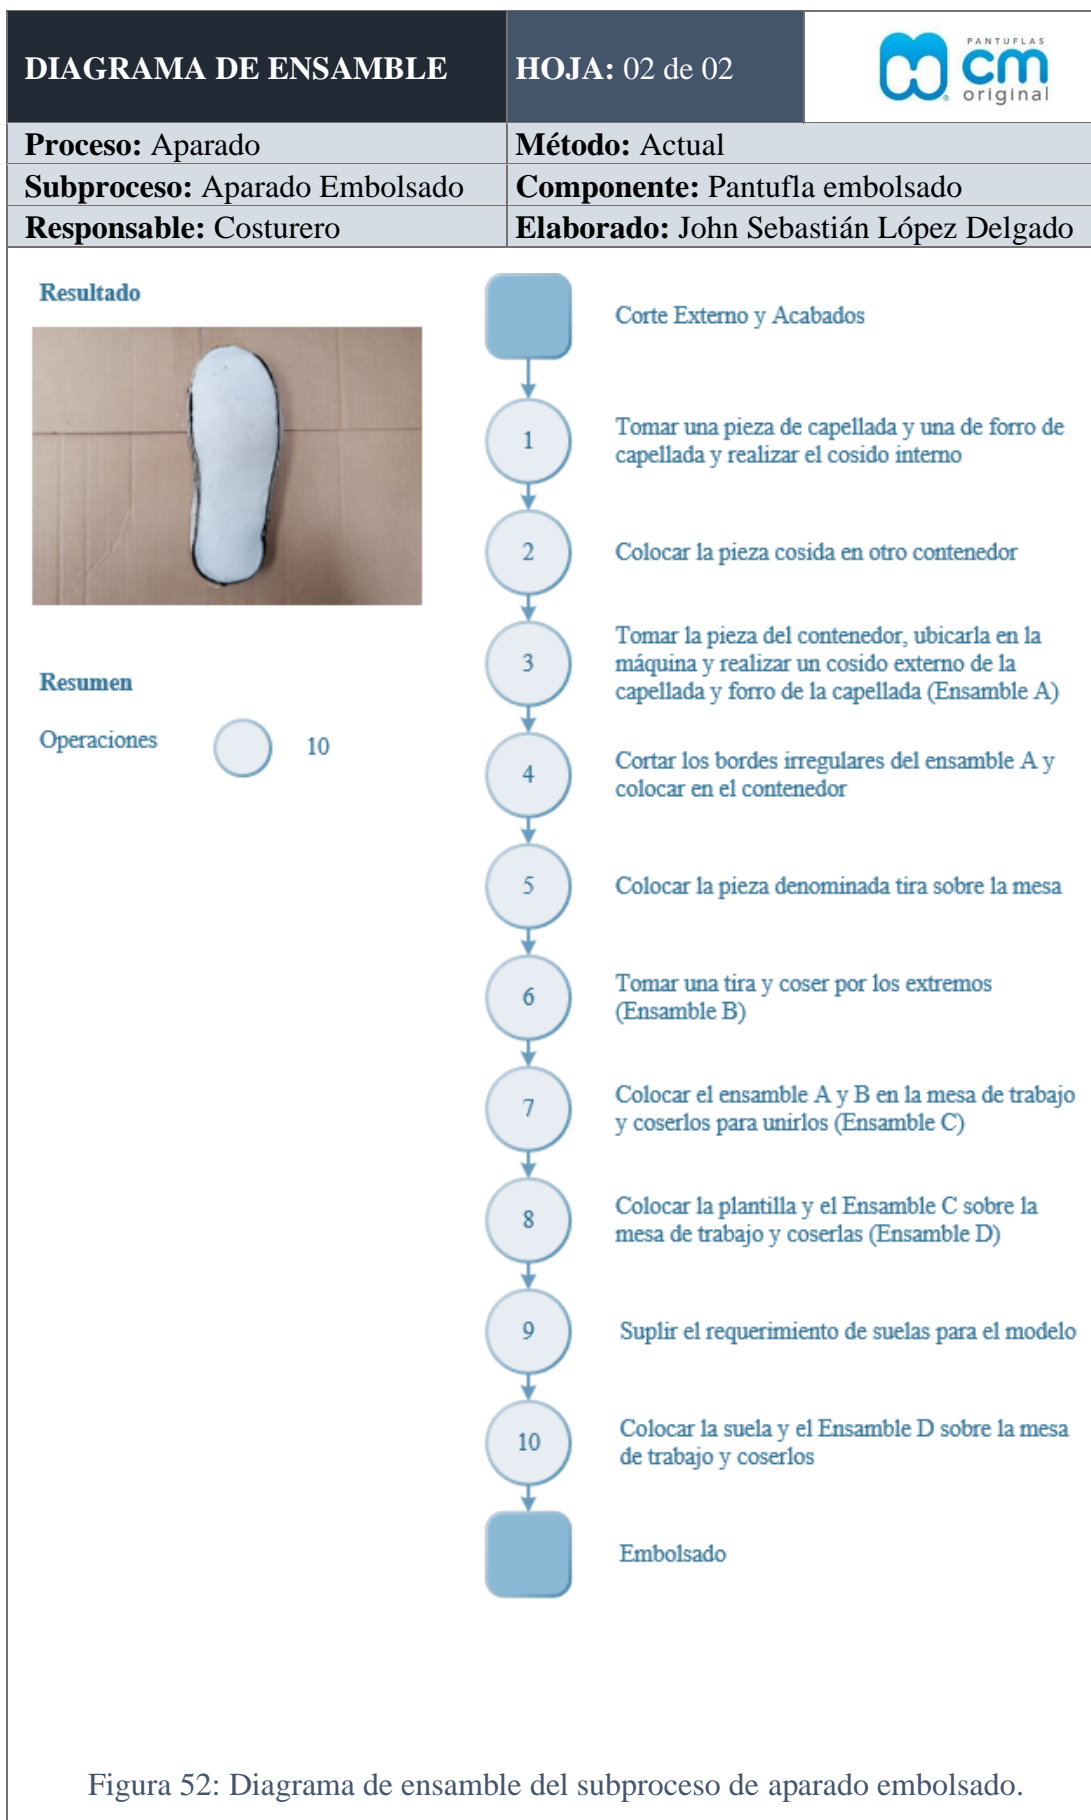 DIAGRAMA DE ENSAMBLE
HOJA: 02 de 02
PANTUFLAS
cm
original
Proceso: Aparado
Método: Actual
Subproceso: Aparado Embolsado
Componente: Pantufla embolsado
Responsable: Costurero
Elaborado: John Sebastián López Delgado
Resultado
Resumen
Operaciones
10
Corte Externo y Acabados
1
Tomar una pieza de capellada y una de forro de
capellada y realizar el cosido interno
2
Colocar la pieza cosida en otro contenedor
3
Tomar la pieza del contenedor, ubicarla en la
máquina y realizar un cosido externo de la
capellada y forro de la capellada (Ensamble A)
4
Cortar los bordes irregulares del ensamble A y
colocar en el contenedor
5
Colocar la pieza denominada tira sobre la mesa
6
Tomar una tira y coser por los extremos
(Ensamble B)
7
Colocar el ensamble A y B en la mesa de trabajo
y coserlos para unirlos (Ensamble C)
8
Colocar la plantilla y el Ensamble C sobre la
mesa de trabajo y coserlas (Ensamble D)
9
Suplir el requerimiento de suelas para el modelo
10
Colocar la suela y el Ensamble D sobre la mesa
de trabajo y coserlos
Embolsado
Figura 52: Diagrama de ensamble del subproceso de aparado embolsado.